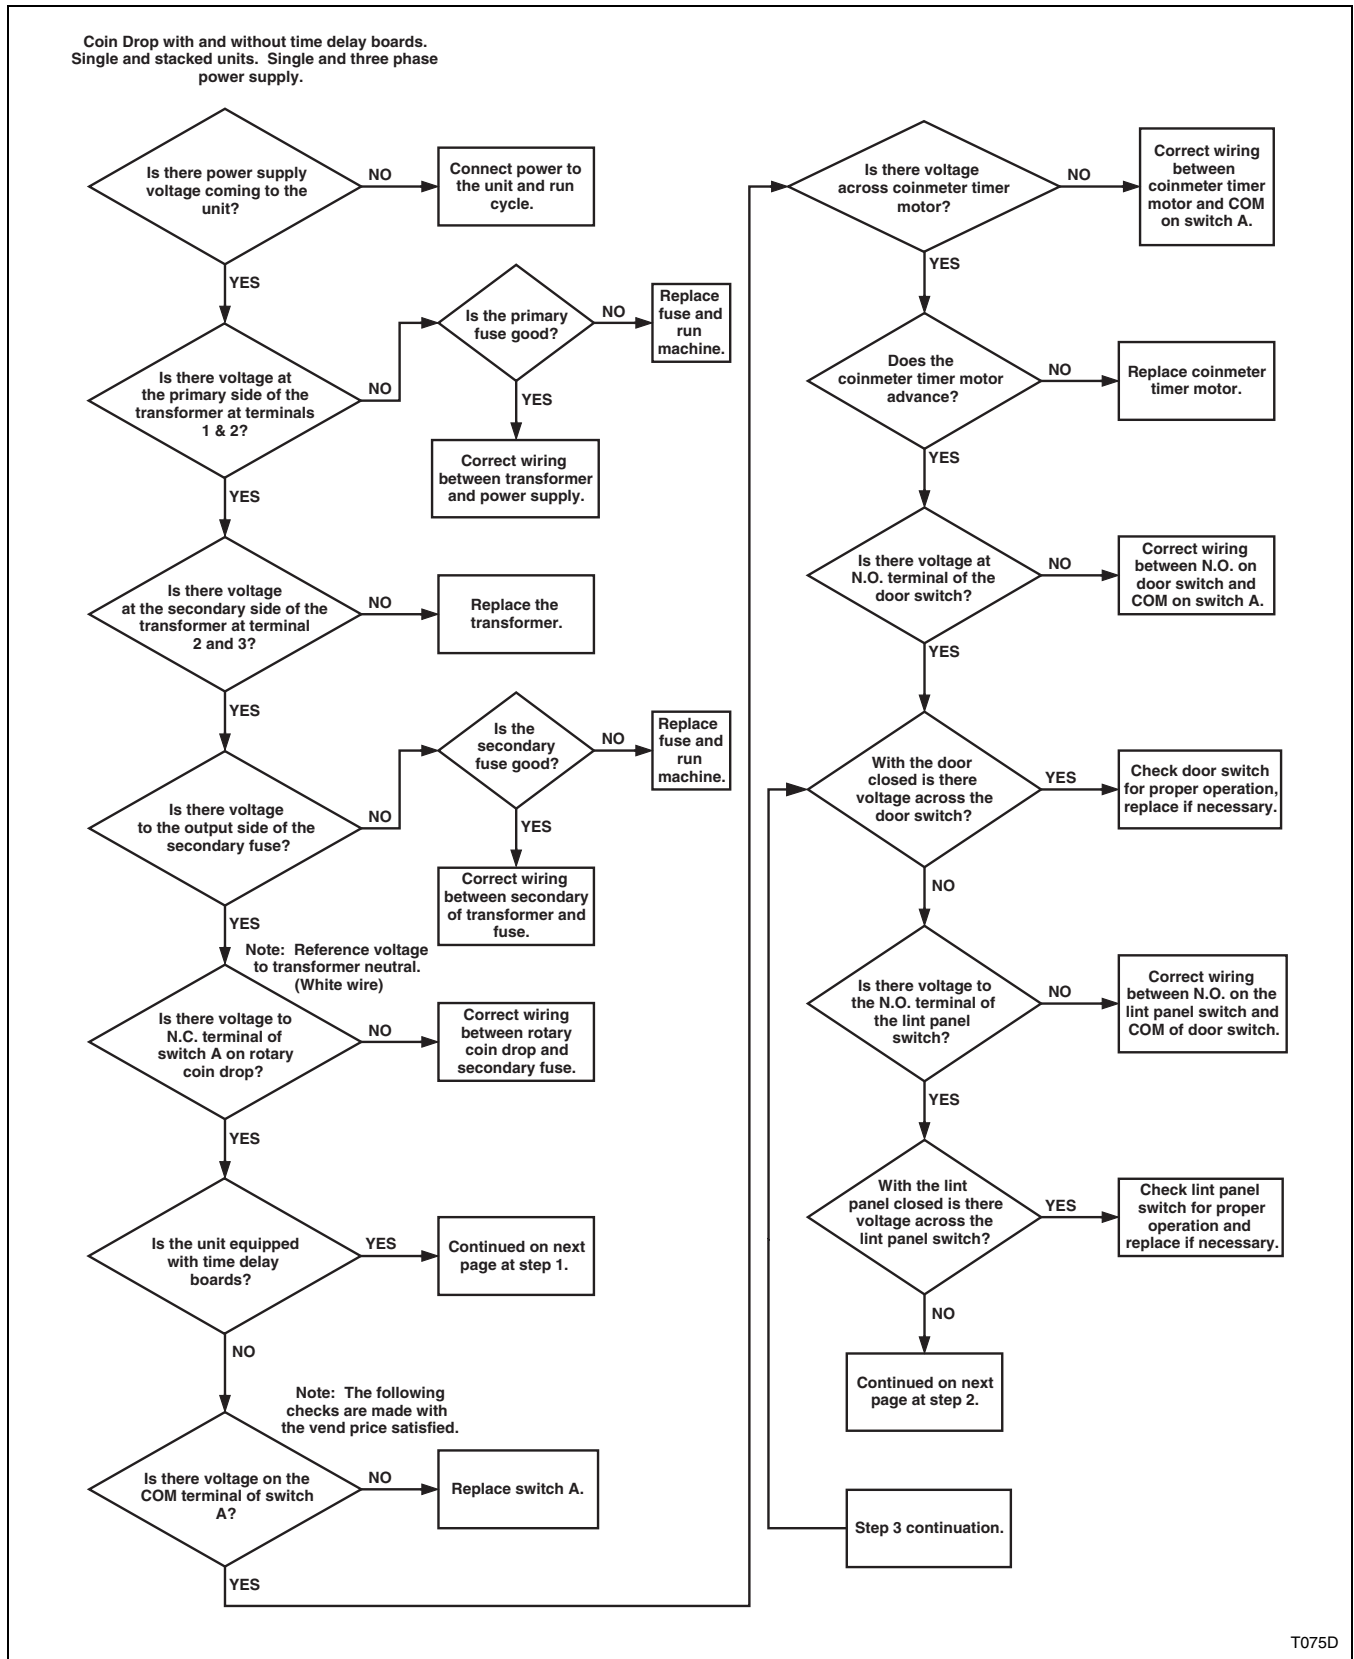 Coin Drop with and without time delay boards.
Single and stacked units.  Single and three phase
power supply.
Is there power supply
voltage coming to the
unit?
NO
Connect power to
the unit and run
cycle.
YES
Is there voltage at
the primary side of the
transformer at terminals
1 & 2?
NO
Is the primary
fuse good?
NO
Replace
fuse and
run
machine.
YES
Correct wiring
between transformer
and power supply.
YES
Is there voltage
at the secondary side of the
transformer at terminal
2 and 3?
NO
Replace the
transformer.
YES
Is there voltage
to the output side of the
secondary fuse?
NO
Is the
secondary
fuse good?
NO
Replace
fuse and
run
machine.
YES
Correct wiring
between secondary
of transformer and
fuse.
YES
Note:  Reference voltage
to transformer neutral.
(White wire)
Is there voltage to
N.C. terminal of
switch A on rotary
coin drop?
NO
Correct wiring
between rotary
coin drop and
secondary fuse.
YES
Is the unit equipped
with time delay
boards?
YES
Continued on next
page at step 1.
NO
Note:  The following
checks are made with
the vend price satisfied.
Is there voltage on the
COM terminal of switch
A?
NO
Replace switch A.
YES
Is there voltage
across coinmeter timer
motor?
NO
Correct wiring
between
coinmeter timer
motor and COM
on switch A.
YES
Does the
coinmeter timer motor
advance?
NO
Replace coinmeter
timer motor.
YES
Is there voltage at
N.O. terminal of the
door switch?
NO
Correct wiring
between N.O. on
door switch and
COM on switch A.
YES
With the door
closed is there
voltage across the
door switch?
YES
Check door switch
for proper operation,
replace if necessary.
NO
Is there voltage to
the N.O. terminal of
the lint panel
switch?
NO
Correct wiring
between N.O. on the
lint panel switch and
COM of door switch.
YES
With the lint
panel closed is there
voltage across the
lint panel switch?
YES
Check lint panel
switch for proper
operation and
replace if necessary.
NO
Continued on next
page at step 2.
Step 3 continuation.
T075D